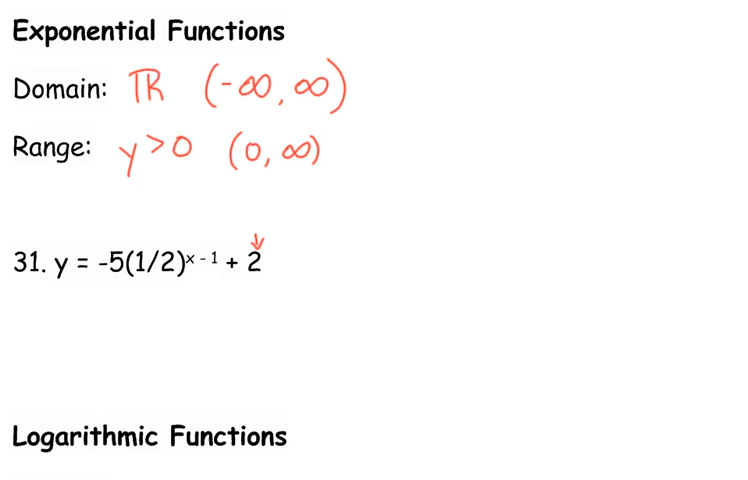 Exponential Functions
Domain: ℝ (-∞, ∞)
Range: y > 0 (0, ∞)
31. y = -5(1/2)ˣ ⁻ ¹ + 2
Logarithmic Functions